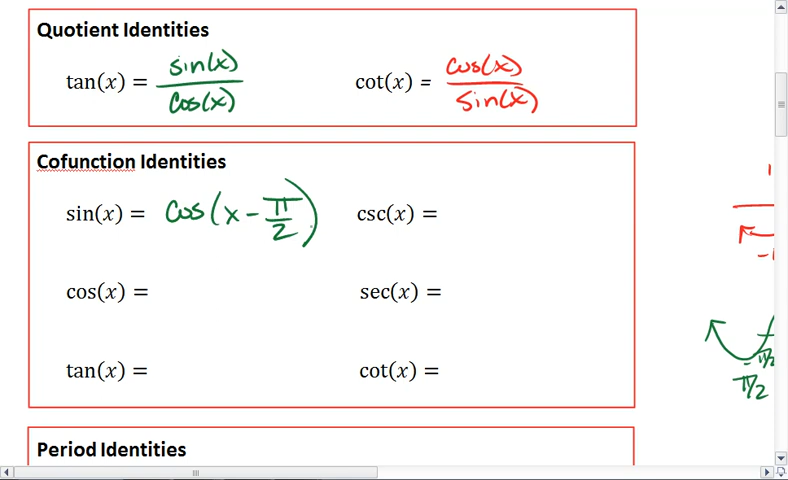 Quotient Identities
tan(x) = sin(x)/cos(x) cot(x) = cos(x)/sin(x)
Cofunction Identities
sin(x) = cos(x - π/2) csc(x) =
cos(x) = sec(x) =
tan(x) = cot(x) =
-π/2
π/2
Period Identities